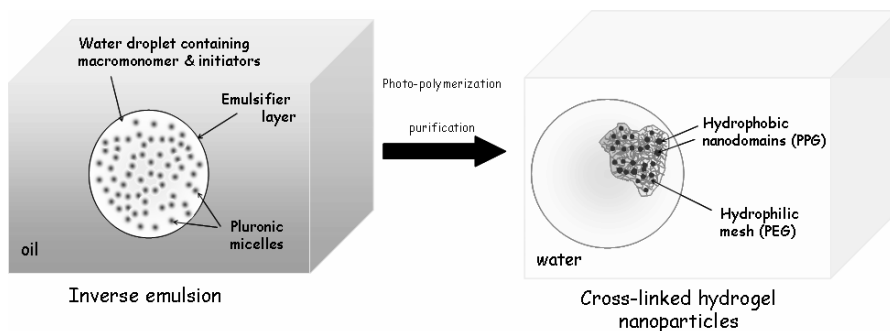 Water droplet containing
macromonomer & initiators
Emulsifier
layer
Pluronic
micelles
oil
Inverse emulsion
Photo-polymerization
purification
Hydrophobic
nanodomains (PPG)
Hydrophilic
mesh (PEG)
water
Cross-linked hydrogel
nanoparticles